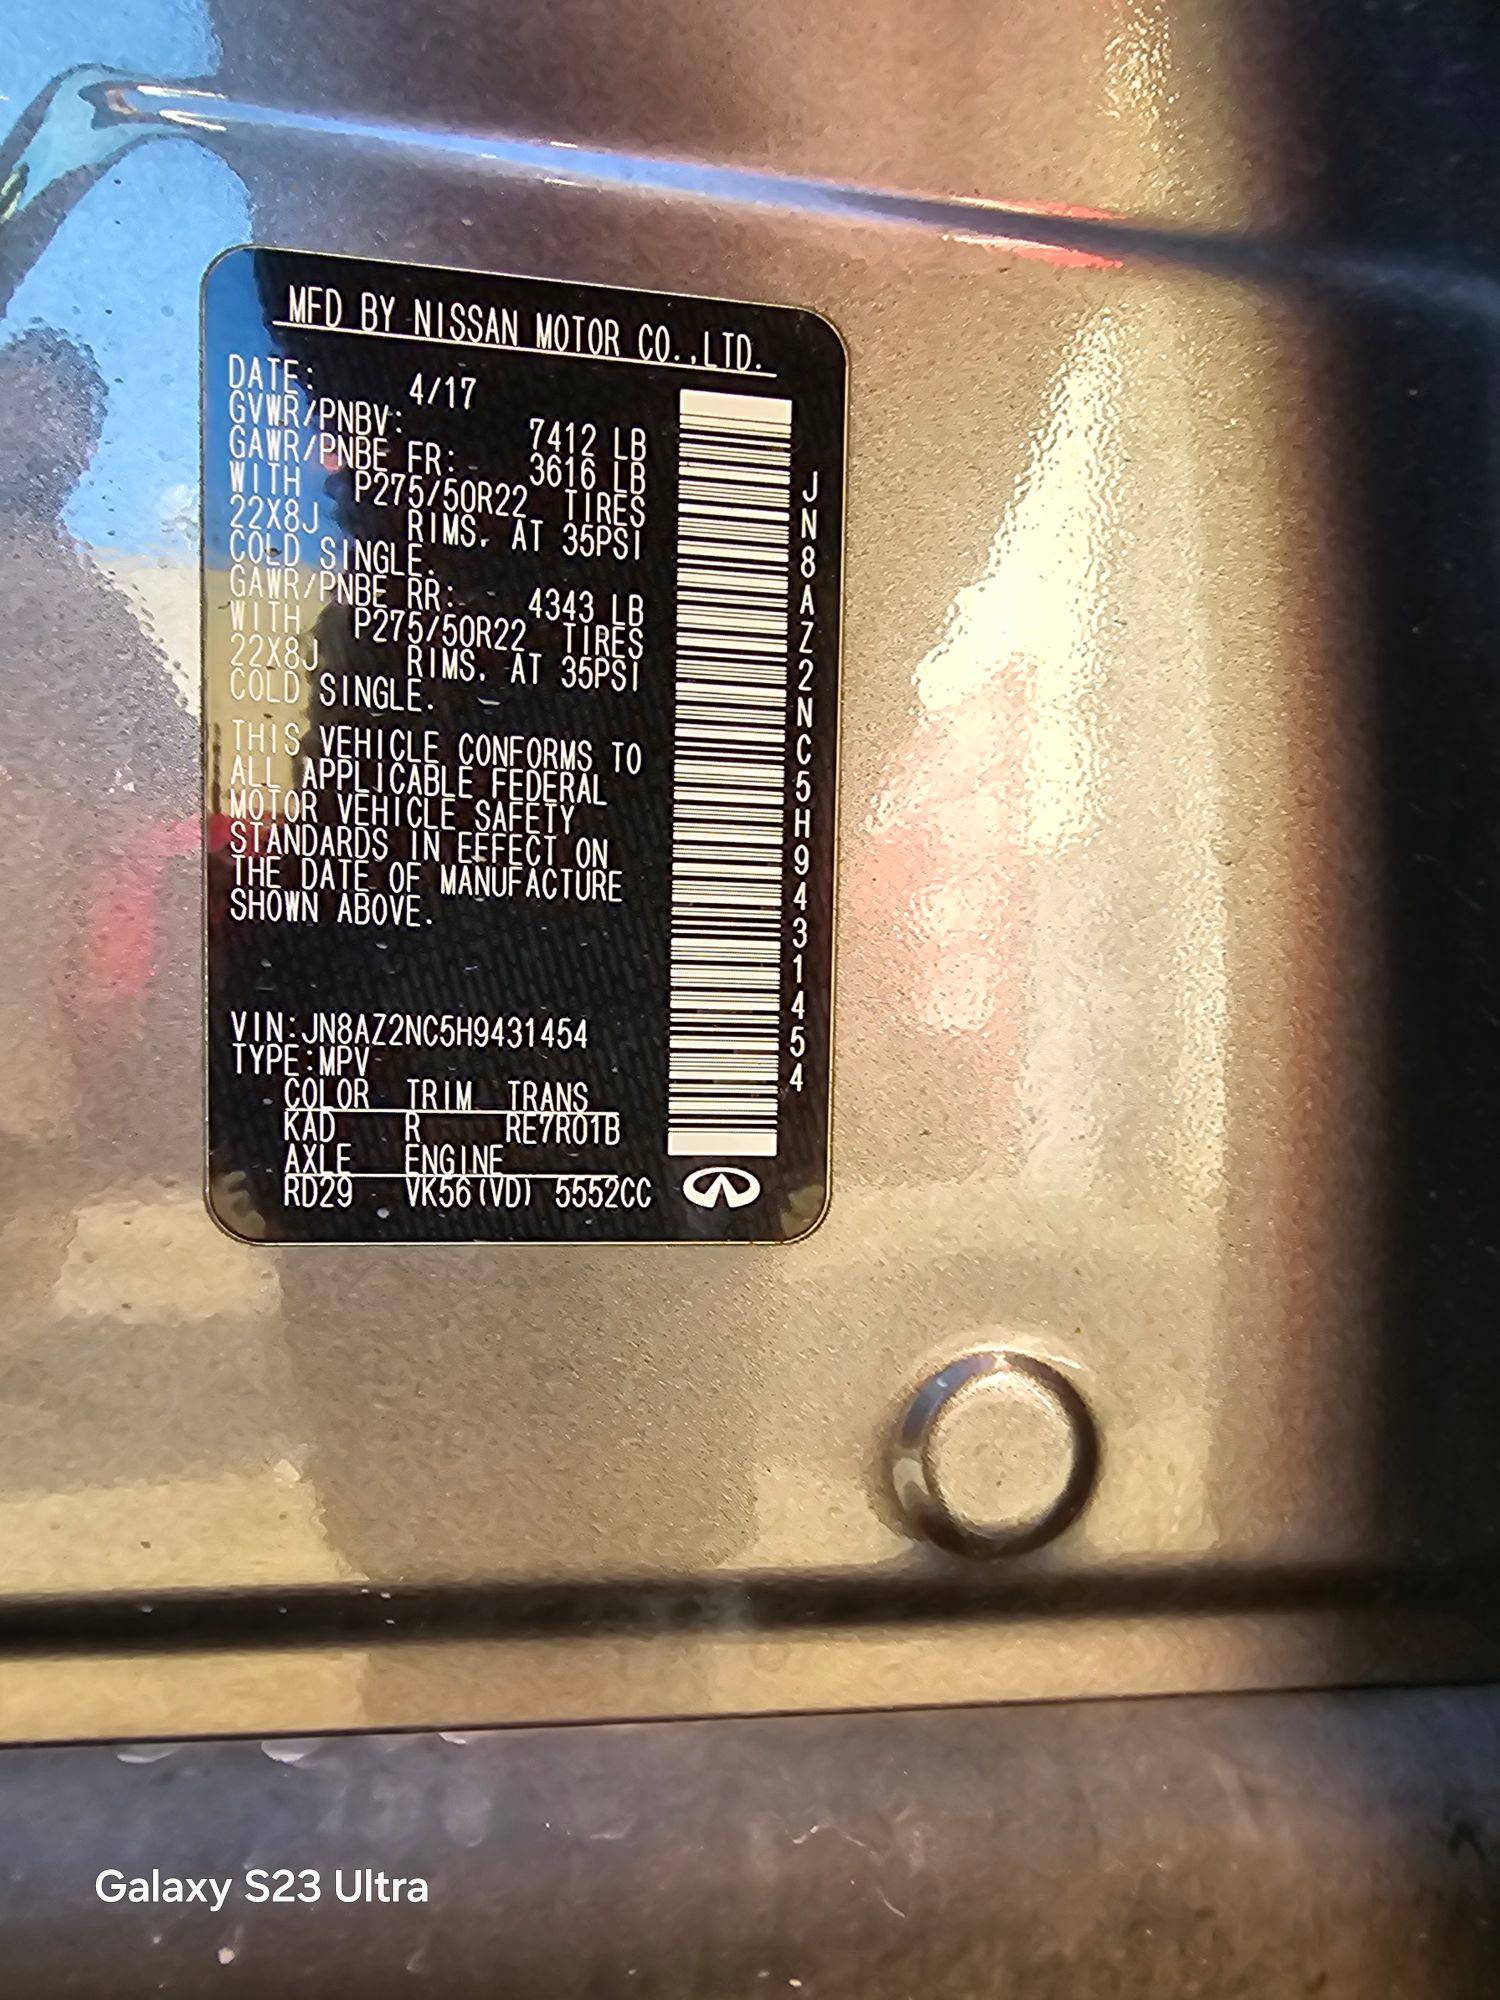 MFD BY NISSAN MOTOR CO.,LTD.
DATE: 4/17
GVWR/PNBV: 7412 LB
GAWR/PNBE FR: 3616 LB
WITH P275/50R22 TIRES
22X8J RIMS. AT 35PSI
COLD SINGLE.
GAWR/PNBE RR: 4343 LB
WITH P275/50R22 TIRES
22X8J RIMS. AT 35PSI
COLD SINGLE.
THIS VEHICLE CONFORMS TO
ALL APPLICABLE FEDERAL
MOTOR VEHICLE SAFETY
STANDARDS IN EFFECT ON
THE DATE OF MANUFACTURE
SHOWN ABOVE.
VIN:JN8AZ2NC5H9431454
TYPE:MPV
COLOR TRIM TRANS
KAD R RE7R01B
AXLE ENGINE
RD29 VK56(VD) 5552CC
JN8AZ2NC5H9431454
Galaxy S23 Ultra